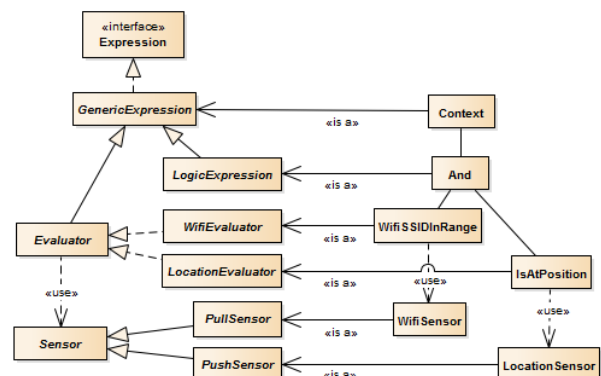 «interface»
Expression
GenericExpression
Context
«is a»
LogicExpression
And
«is a»
Evaluator
WifiEvaluator
WifiSSIDInRange
«is a»
LocationEvaluator
IsAtPosition
«is a»
«use»
«use»
«use»
PullSensor
WifiSensor
«is a»
Sensor
PushSensor
LocationSensor
«is a»